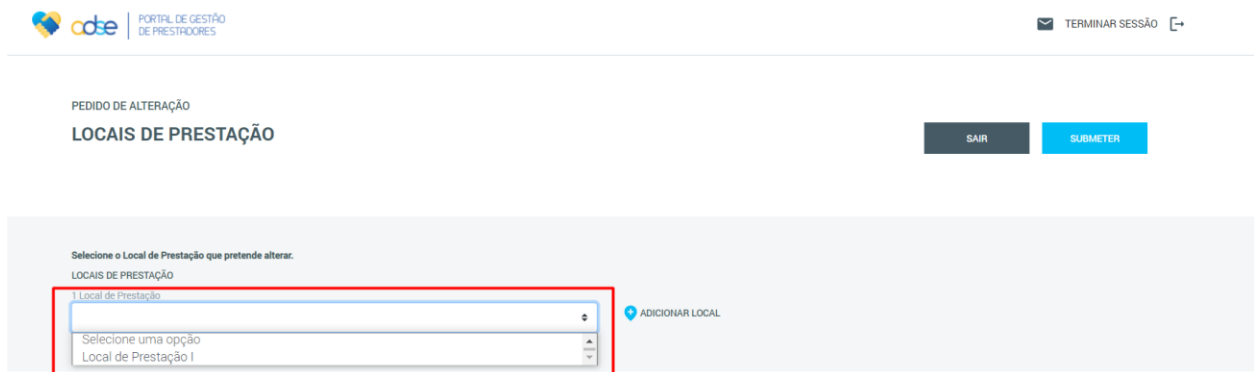 adse
PORTAL DE GESTÃO
DE PRESTADORES
TERMINAR SESSÃO
PEDIDO DE ALTERAÇÃO
LOCAIS DE PRESTAÇÃO
SAIR
SUBMETER
Selecione o Local de Prestação que pretende alterar.
LOCAIS DE PRESTAÇÃO
1 Local de Prestação
ADICIONAR LOCAL
Selecione uma opção
Local de Prestação I